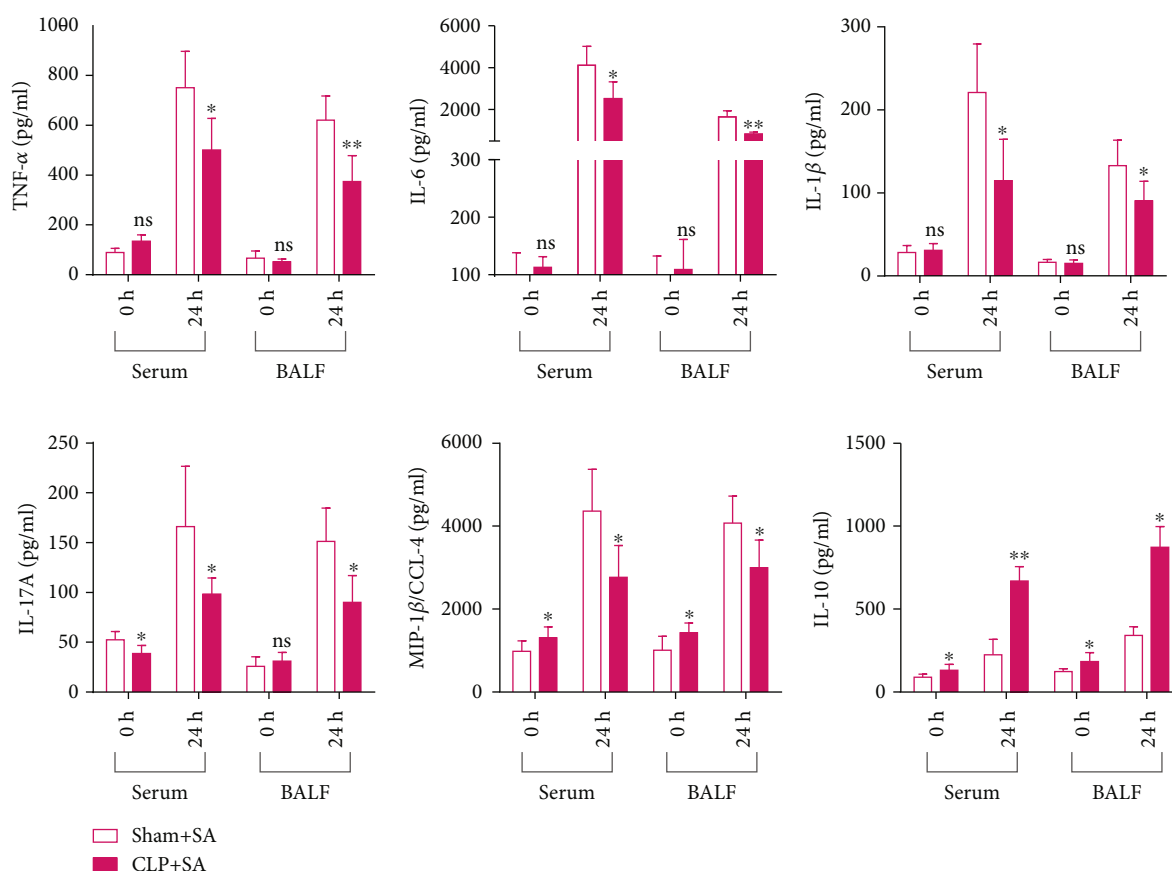 TNF-α (pg/ml)
1000
800
600
400
200
0
ns
*
ns
**
0 h
24 h
0 h
24 h
Serum
BALF
IL-6 (pg/ml)
6000
4000
2000
300
200
100
ns
*
ns
**
0 h
24 h
0 h
24 h
Serum
BALF
IL-1β (pg/ml)
300
200
100
0
ns
*
ns
*
0 h
24 h
0 h
24 h
Serum
BALF
IL-17A (pg/ml)
250
200
150
100
50
0
*
*
ns
*
0 h
24 h
0 h
24 h
Serum
BALF
MIP-1β/CCL-4 (pg/ml)
6000
4000
2000
0
*
*
*
*
0 h
24 h
0 h
24 h
Serum
BALF
IL-10 (pg/ml)
1500
1000
500
0
*
**
*
*
0 h
24 h
0 h
24 h
Serum
BALF
Sham+SA
CLP+SA